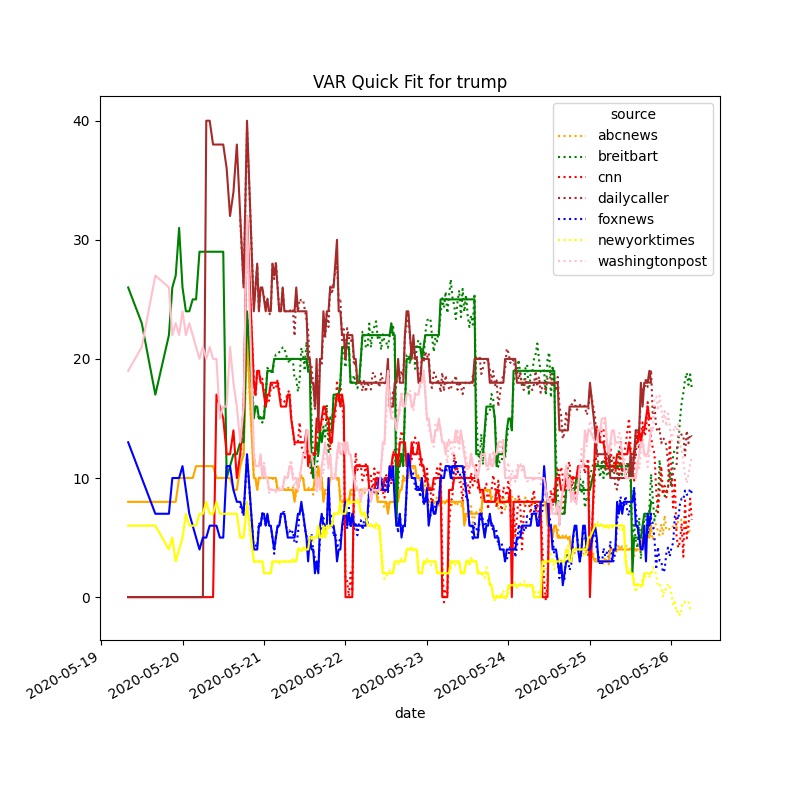 VAR Quick Fit for trump
source
abcnews
breitbart
cnn
dailycaller
foxnews
newyorktimes
washingtonpost
40
30
20
10
0
2020-05-19
2020-05-20
2020-05-21
2020-05-22
2020-05-23
2020-05-24
2020-05-25
2020-05-26
date